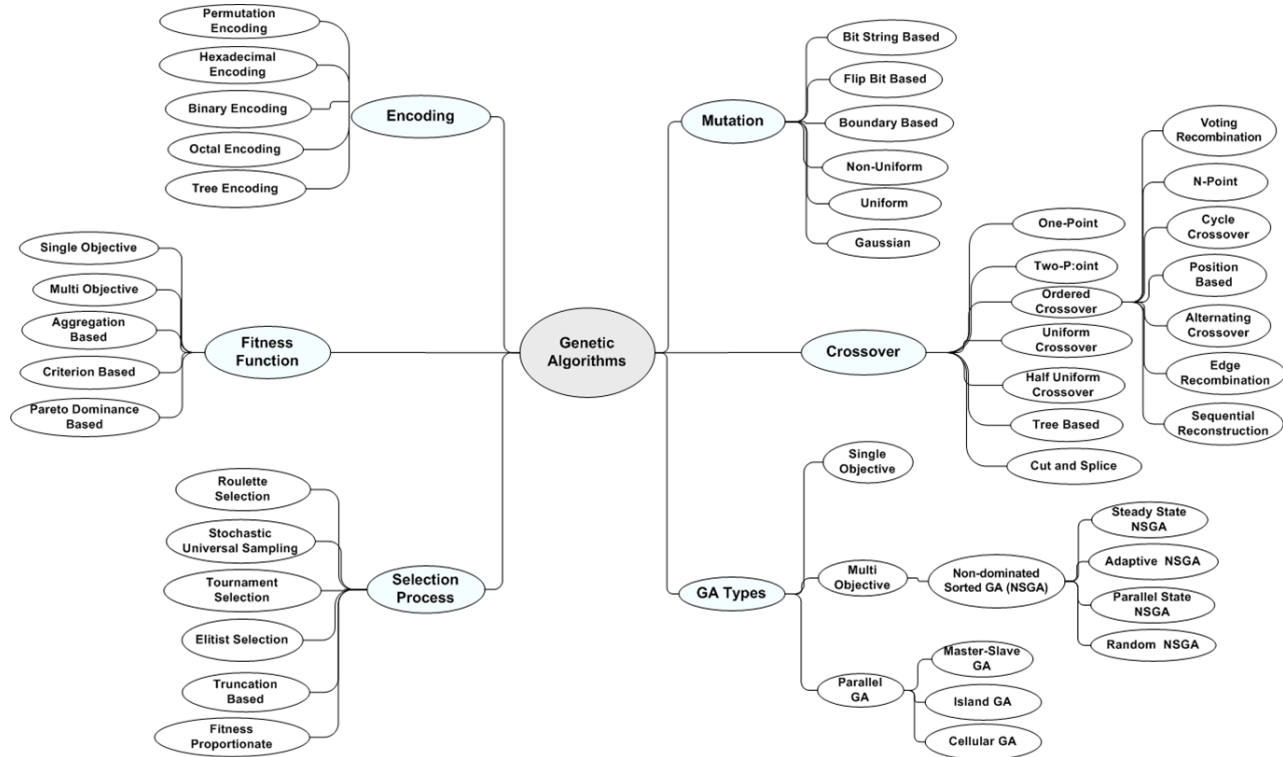 Permutation
Encoding
Hexadecimal
Encoding
Binary Encoding
Octal Encoding
Tree Encoding
Encoding
Single Objective
Multi Objective
Aggregation
Based
Criterion Based
Pareto Dominance
Based
Fitness
Function
Roulette
Selection
Stochastic
Universal Sampling
Tournament
Selection
Elitist Selection
Truncation
Based
Fitness
Proportionate
Selection
Process
Genetic
Algorithms
Mutation
Bit String Based
Flip Bit Based
Boundary Based
Non-Uniform
Uniform
Gaussian
Crossover
One-Point
Two-P:oint
Ordered
Crossover
Uniform
Crossover
Half Uniform
Crossover
Tree Based
Cut and Splice
Voting
Recombination
N-Point
Cycle
Crossover
Position
Based
Alternating
Crossover
Edge
Recombination
Sequential
Reconstruction
GA Types
Single
Objective
Multi
Objective
Non-dominated
Sorted GA (NSGA)
Steady State
NSGA
Adaptive NSGA
Parallel State
NSGA
Random NSGA
Parallel
GA
Master-Slave
GA
Island GA
Cellular GA